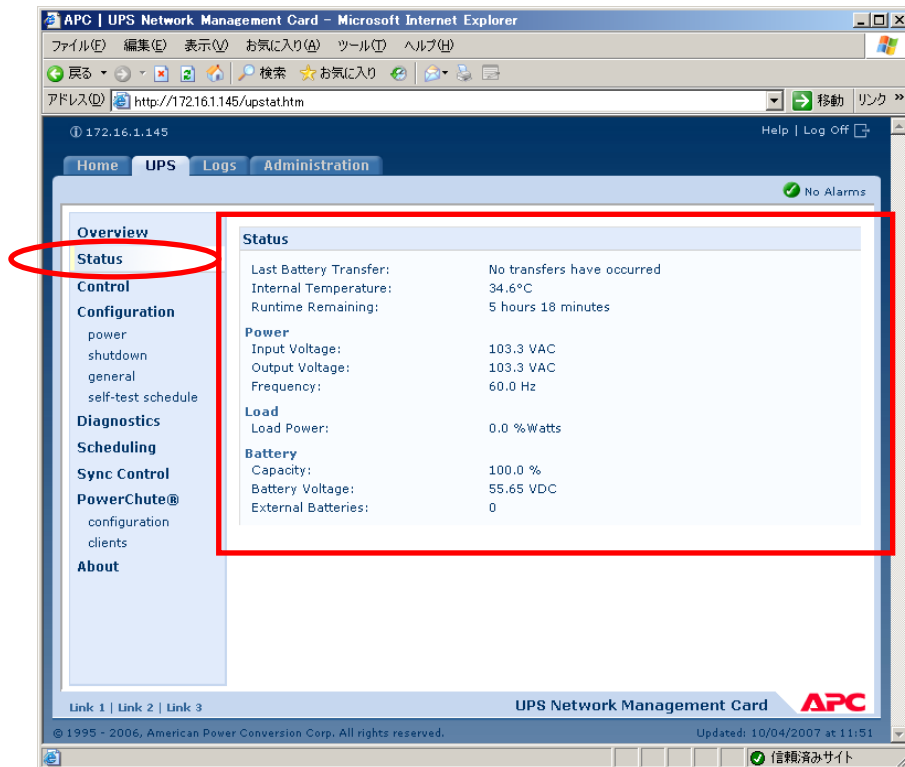 APC | UPS Network Management Card - Microsoft Internet Explorer
ファイル(F) 編集(E) 表示(V) お気に入り(A) ツール(T) ヘルプ(H)
戻る 検索 お気に入り
アドレス(D) http://172.16.1.145/upstat.htm 移動 リンク »
172.16.1.145 Help | Log Off
Home UPS Logs Administration
No Alarms
Overview
Status
Control
Configuration
power
shutdown
general
self-test schedule
Diagnostics
Scheduling
Sync Control
PowerChute®
configuration
clients
About
Status
Last Battery Transfer: No transfers have occurred
Internal Temperature: 34.6°C
Runtime Remaining: 5 hours 18 minutes
Power
Input Voltage: 103.3 VAC
Output Voltage: 103.3 VAC
Frequency: 60.0 Hz
Load
Load Power: 0.0 %Watts
Battery
Capacity: 100.0 %
Battery Voltage: 55.65 VDC
External Batteries: 0
Link 1 | Link 2 | Link 3 UPS Network Management Card APC
© 1995 - 2006, American Power Conversion Corp. All rights reserved. Updated: 10/04/2007 at 11:51
信頼済みサイト